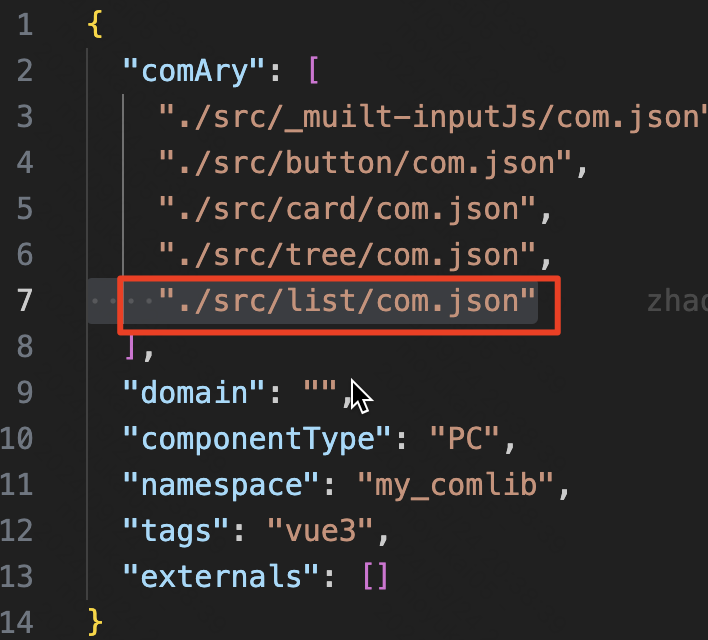 1 {
2 "comAry": [
3 "./src/_muilt-inputJs/com.json"
4 "./src/button/com.json",
5 "./src/card/com.json",
6 "./src/tree/com.json",
7 "./src/list/com.json" zhao
8 ],
9 "domain": "",
10 "componentType": "PC",
11 "namespace": "my_comlib",
12 "tags": "vue3",
13 "externals": []
14 }